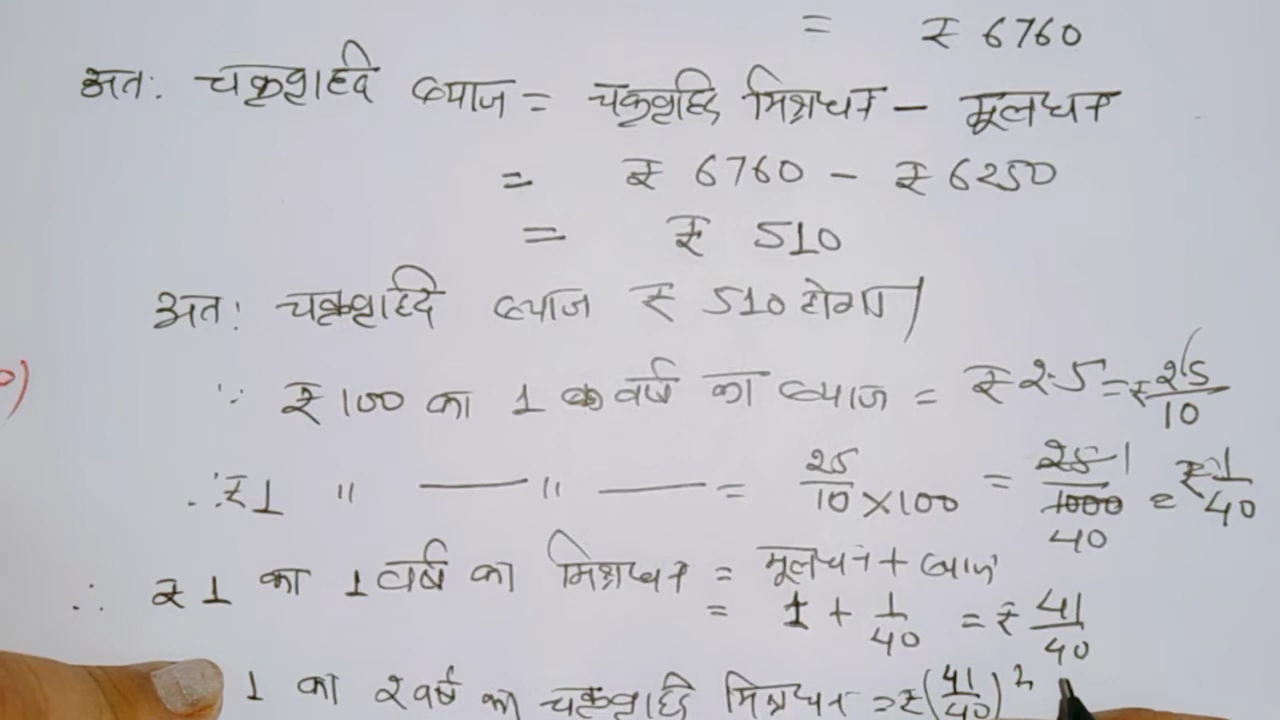 = ₹ 6760
अत: चक्रवृद्धि ब्याज = चक्रवृद्धि मिश्रधन - मूलधन
= ₹ 6760 - ₹ 6250
= ₹ 510
अत: चक्रवृद्धि ब्याज ₹ 510 होगा/
∵ ₹ 100 का 1 वर्ष का ब्याज = ₹ 2.5 = ₹ 25/10
∴ ₹1 " — " — = 25/10×100 = 25 1/1000 40 = ₹ 1/40
∴ ₹ 1 का 1 वर्ष का मिश्रधन = मूलधन + ब्याज
= 1 + 1/40 = ₹ 41/40
1 का 2 वर्ष का चक्रवृद्धि मिश्रधन = ₹(41/40)²